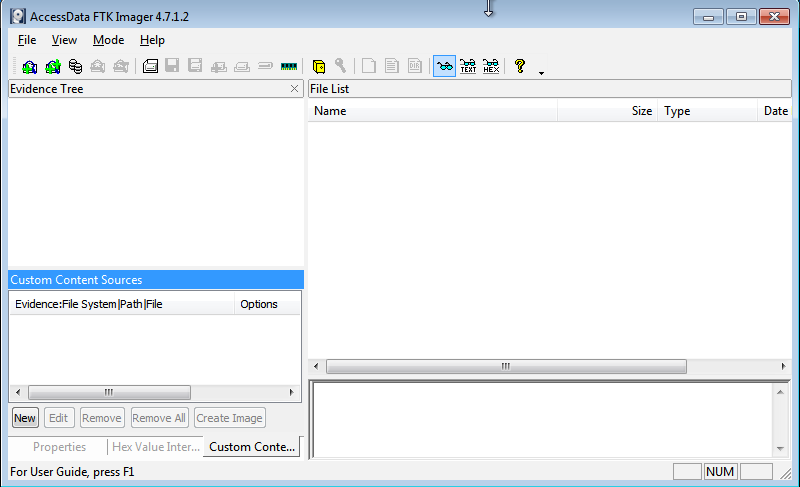 AccessData FTK Imager 4.7.1.2
File View Mode Help
TEXT HEX
Evidence Tree
File List
Name Size Type Date
Custom Content Sources
Evidence:File System|Path|File Options
New Edit Remove Remove All Create Image
Properties Hex Value Inter... Custom Conte...
For User Guide, press F1
NUM